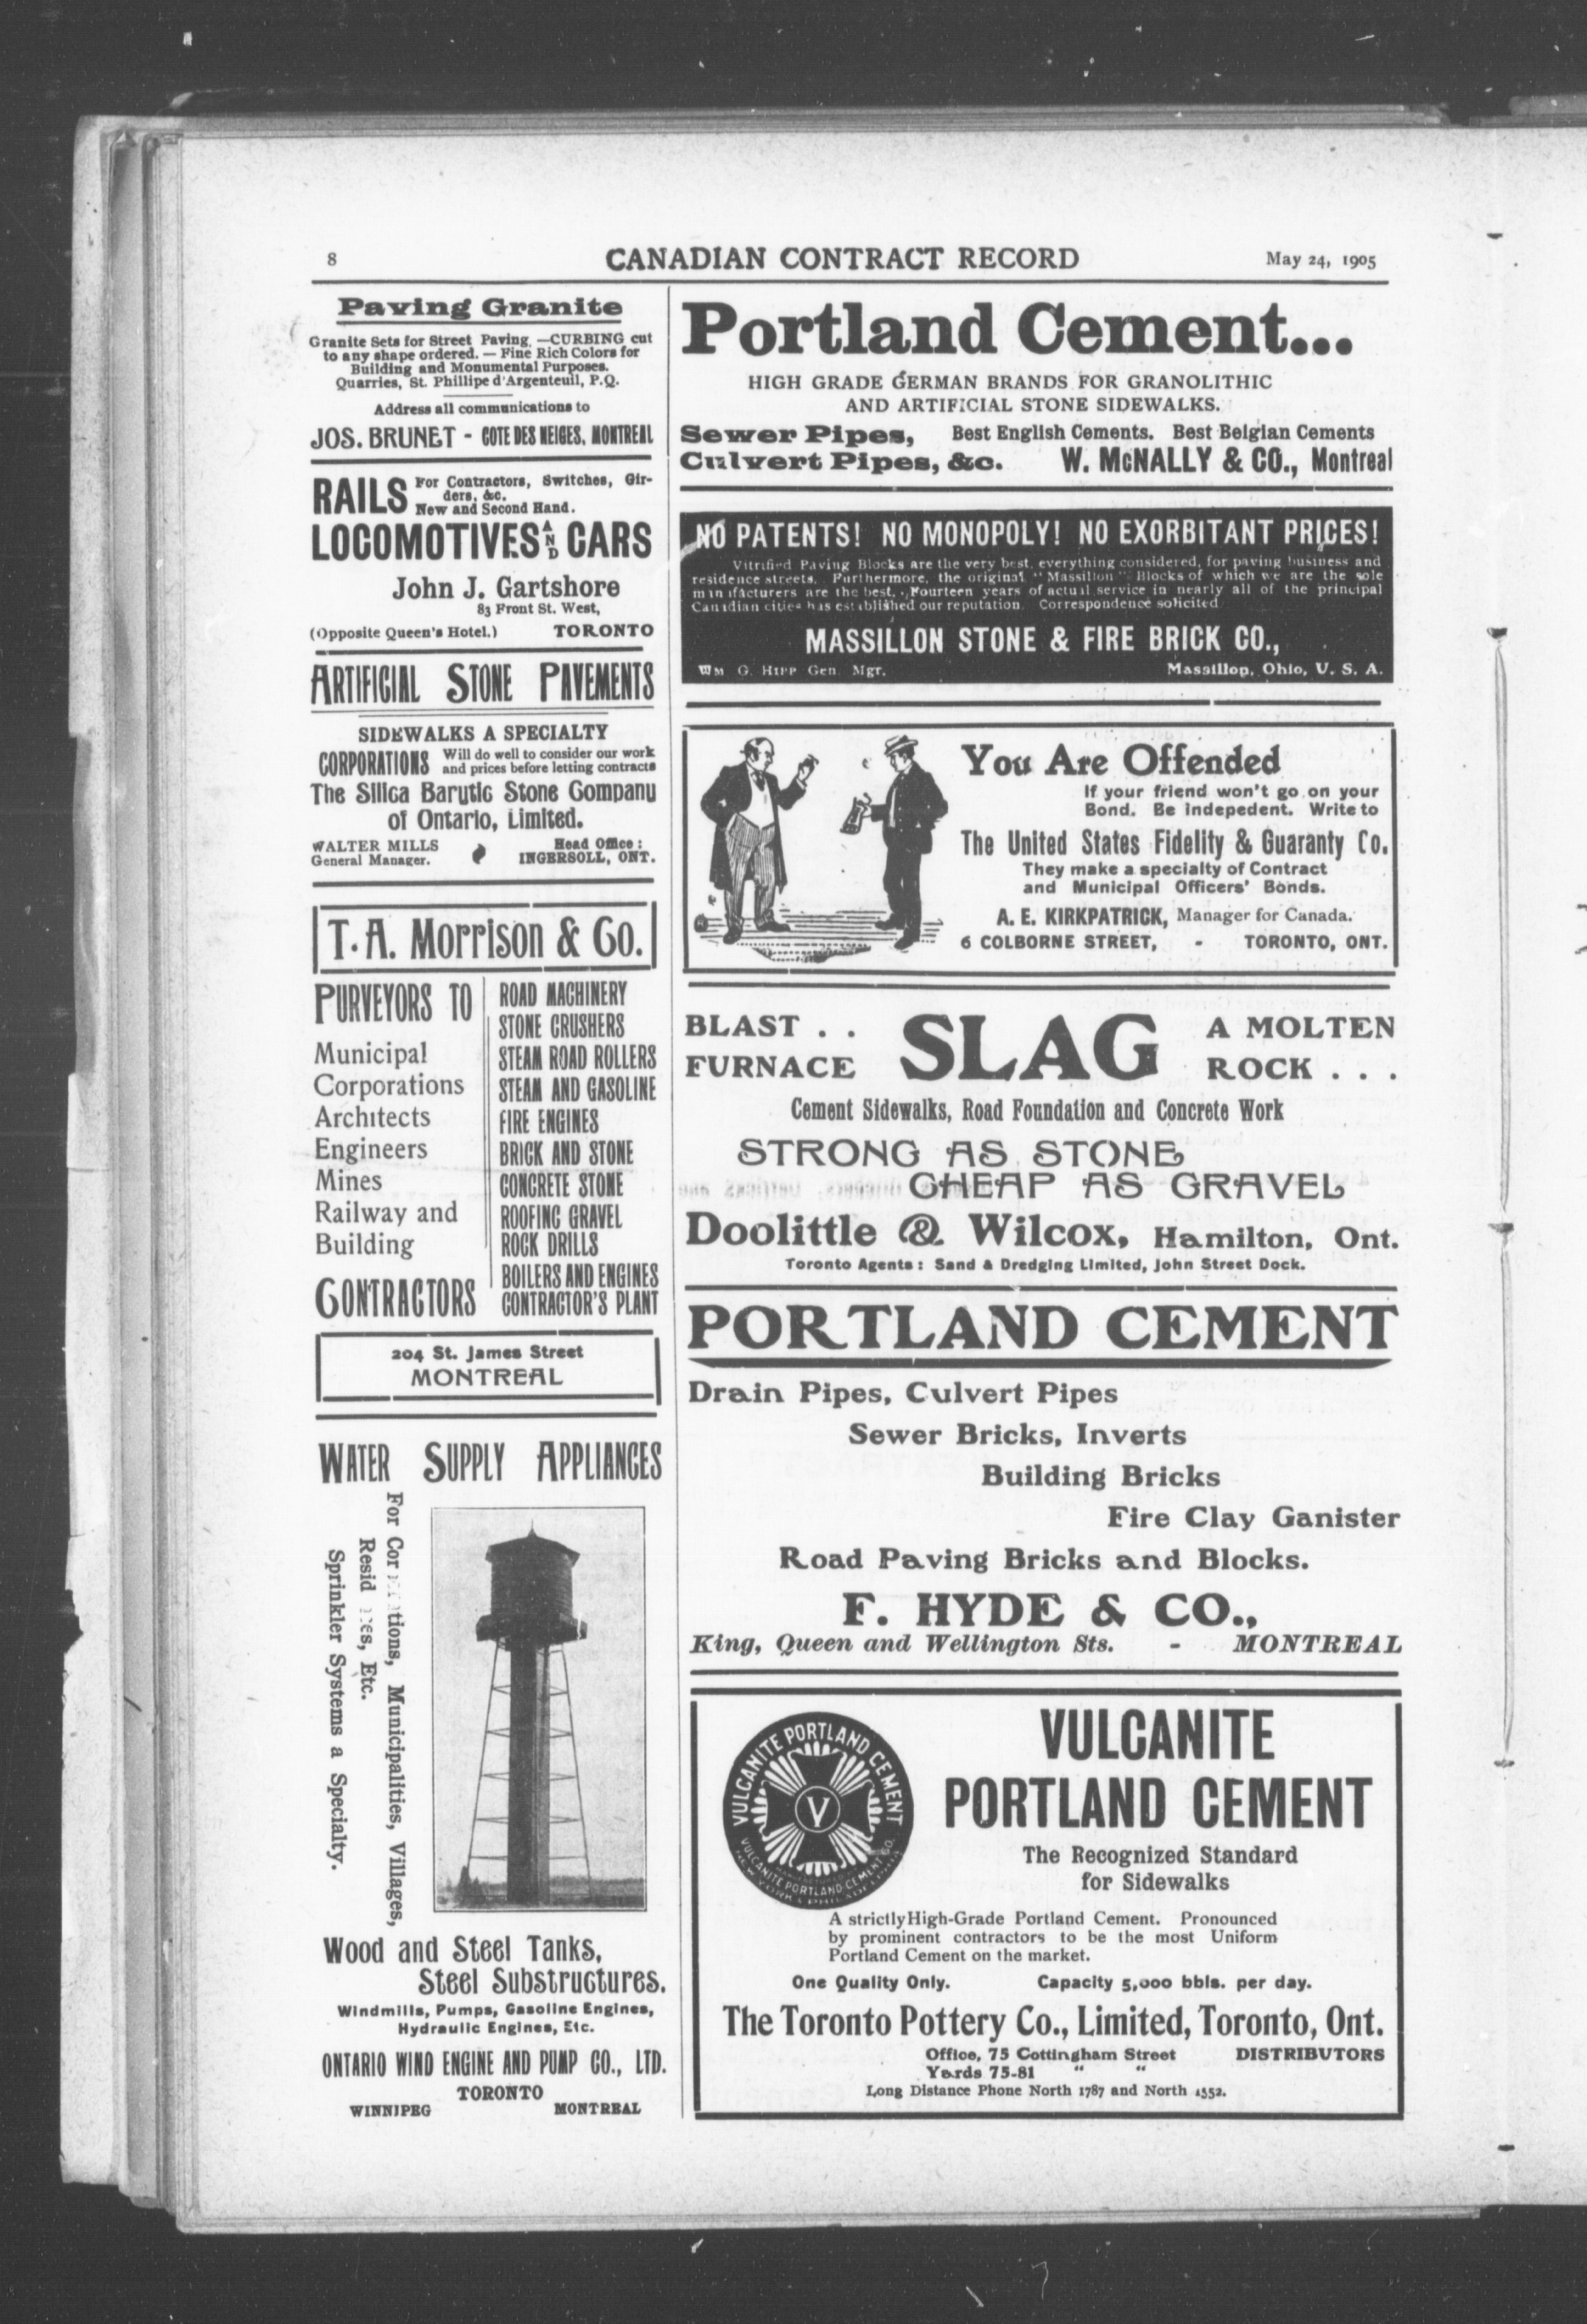 8 CANADIAN CONTRACT RECORD May 24, 1905
Paving Granite
Granite Sets for Street Paving, —CURBING cut
to any shape ordered. — Fine Rich Colors for
Building and Monumental Purposes.
Quarries, St. Phillipe d'Argenteuil, P.Q.
Address all communications to
JOS. BRUNET - COTE DES NEIGES, MONTREAL
RAILS For Contractors, Switches, Gir-
ders, &c.
New and Second Hand.
LOCOMOTIVES AND CARS
John J. Gartshore
83 Front St. West,
(Opposite Queen's Hotel.) TORONTO
ARTIFICIAL STONE PAVEMENTS
SIDEWALKS A SPECIALTY
CORPORATIONS Will do well to consider our work
and prices before letting contracts
The Silica Barytic Stone Company
of Ontario, Limited.
WALTER MILLS
General Manager.
Head Office:
INGERSOLL, ONT.
T. A. Morrison & Co.
PURVEYORS TO
Municipal
Corporations
Architects
Engineers
Mines
Railway and
Building
CONTRACTORS
ROAD MACHINERY
STONE CRUSHERS
STEAM ROAD ROLLERS
STEAM AND GASOLINE
FIRE ENGINES
BRICK AND STONE
CONCRETE STONE
ROOFING GRAVEL
ROCK DRILLS
BOILERS AND ENGINES
CONTRACTOR'S PLANT
204 St. James Street
MONTREAL
WATER SUPPLY APPLIANCES
For Cor tions, Municipalities, Villages,
Resid es, Etc.
Sprinkler Systems a Specialty.
Wood and Steel Tanks,
Steel Substructures.
Windmills, Pumps, Gasoline Engines,
Hydraulic Engines, Etc.
ONTARIO WIND ENGINE AND PUMP CO., LTD.
TORONTO
WINNIPEG MONTREAL
Portland Cement...
HIGH GRADE GERMAN BRANDS FOR GRANOLITHIC
AND ARTIFICIAL STONE SIDEWALKS.
Sewer Pipes, Best English Cements. Best Belgian Cements
Culvert Pipes, &c. W. McNALLY & CO., Montreal
NO PATENTS! NO MONOPOLY! NO EXORBITANT PRICES!
Vitrified Paving Blocks are the very best, everything considered, for paving business and
residence streets. Furthermore, the original "Massillon" Blocks of which we are the sole
manufacturers are the best. Fourteen years of actual service in nearly all of the principal
Canadian cities has established our reputation. Correspondence solicited
MASSILLON STONE & FIRE BRICK CO.,
WM G. HIPP Gen. Mgr. Massillon, Ohio, U. S. A.
You Are Offended
If your friend won't go on your
Bond. Be indepedent. Write to
The United States Fidelity & Guaranty Co.
They make a specialty of Contract
and Municipal Officers' Bonds.
A. E. KIRKPATRICK, Manager for Canada.
6 COLBORNE STREET, - TORONTO, ONT.
BLAST . . SLAG A MOLTEN
FURNACE ROCK . . .
Cement Sidewalks, Road Foundation and Concrete Work
STRONG AS STONE
CHEAP AS GRAVEL
Doolittle & Wilcox, Hamilton, Ont.
Toronto Agents: Sand & Dredging Limited, John Street Dock.
PORTLAND CEMENT
Drain Pipes, Culvert Pipes
Sewer Bricks, Inverts
Building Bricks
Fire Clay Ganister
Road Paving Bricks and Blocks.
F. HYDE & CO.,
King, Queen and Wellington Sts. - MONTREAL
VULCANITE PORTLAND CEMENT
V
VULCANITE PORTLAND CEMENT CO.
VULCANITE
PORTLAND CEMENT
The Recognized Standard
for Sidewalks
A strictly High-Grade Portland Cement. Pronounced
by prominent contractors to be the most Uniform
Portland Cement on the market.
One Quality Only. Capacity 5,000 bbls. per day.
The Toronto Pottery Co., Limited, Toronto, Ont.
Office, 75 Cottingham Street DISTRIBUTORS
Yards 75-81 " "
Long Distance Phone North 1787 and North 1552.